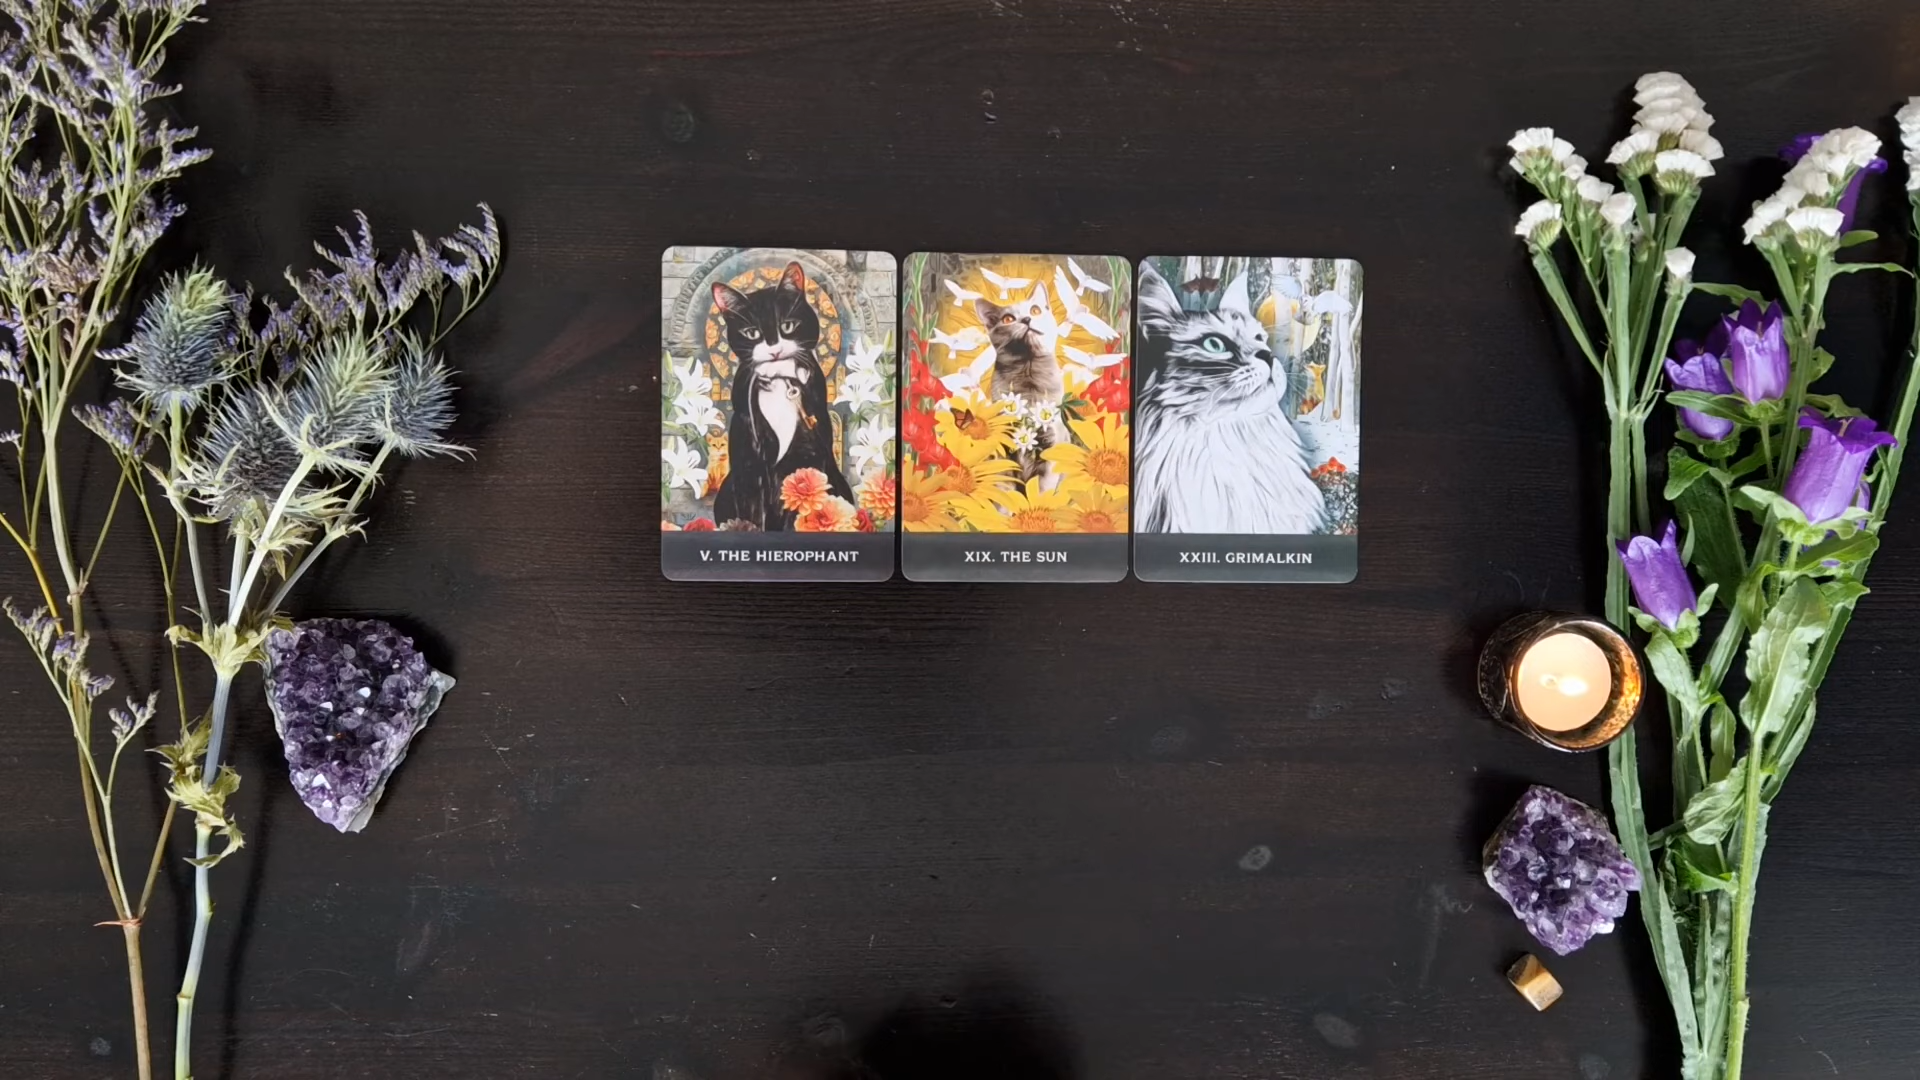 V. THE HIEROPHANT
XIX. THE SUN
XXIII. GRIMALKIN